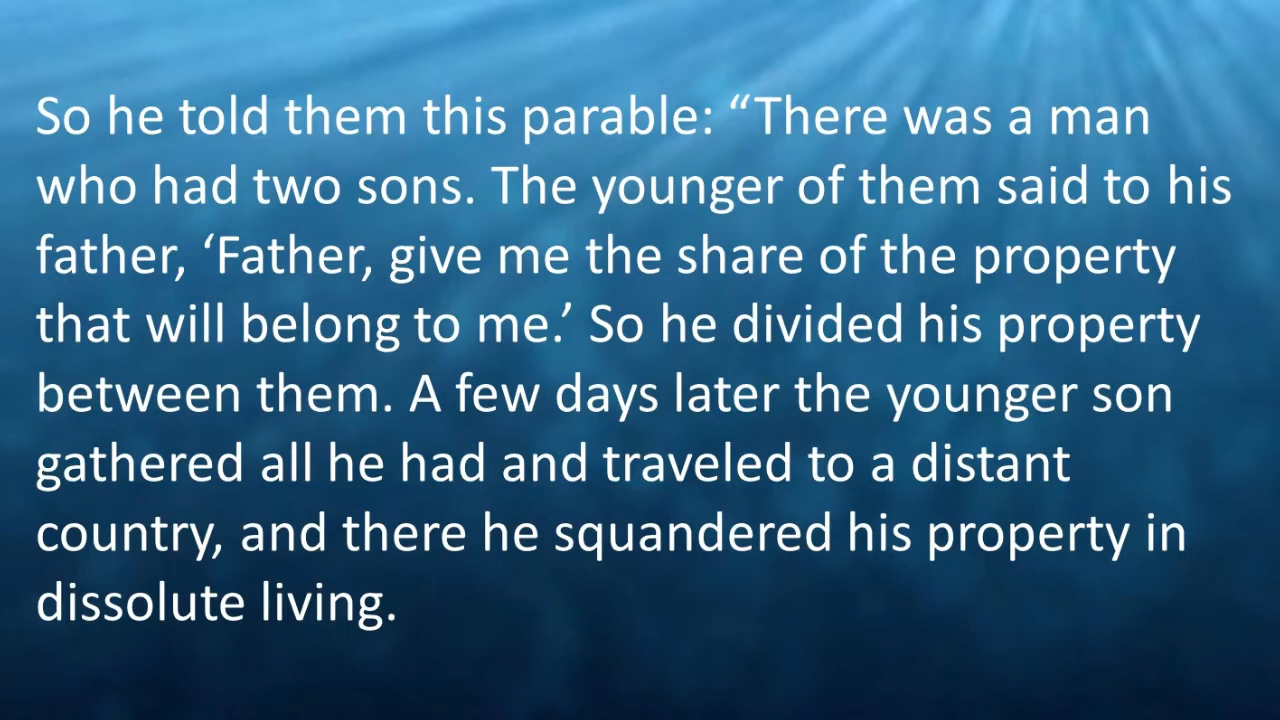 So he told them this parable: “There was a man
who had two sons. The younger of them said to his
father, ‘Father, give me the share of the property
that will belong to me.’ So he divided his property
between them. A few days later the younger son
gathered all he had and traveled to a distant
country, and there he squandered his property in
dissolute living.